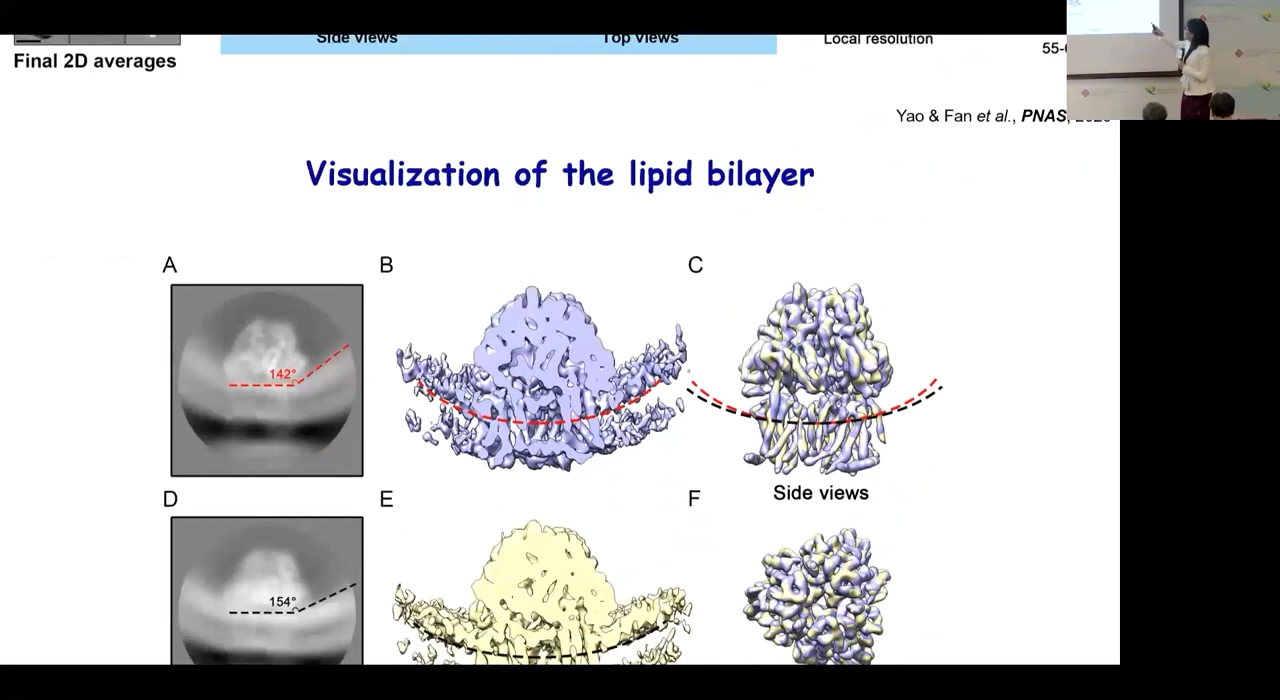 Side views
Top views
Local resolution
55-
Final 2D averages
Yao & Fan et al., PNAS,
Visualization of the lipid bilayer
A
B
C
142°
Side views
D
E
F
154°